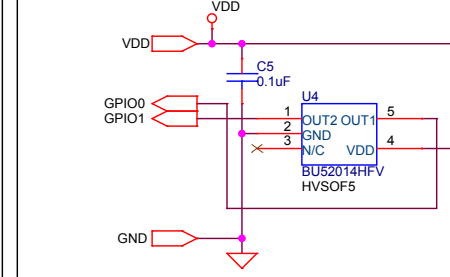 VDD
VDD
C5
0.1uF
GPIO0
GPIO1
U4
1 OUT2 OUT1 5
2 GND
3 N/C VDD 4
BU52014HFV
HVSOF5
GND